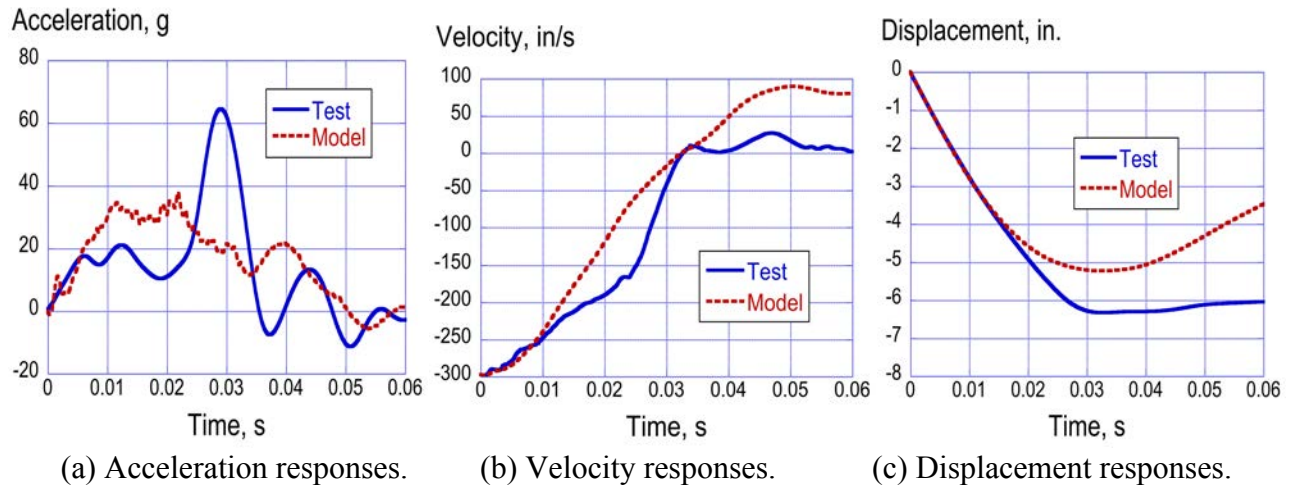 Acceleration, g
80
60
40
20
0
-20
Test
Model
0 0.01 0.02 0.03 0.04 0.05 0.06
Time, s
(a) Acceleration responses.
Velocity, in/s
100
50
0
-50
-100
-150
-200
-250
-300
Test
Model
0 0.01 0.02 0.03 0.04 0.05 0.06
Time, s
(b) Velocity responses.
Displacement, in.
0
-1
-2
-3
-4
-5
-6
-7
-8
Test
Model
0 0.01 0.02 0.03 0.04 0.05 0.06
Time, s
(c) Displacement responses.